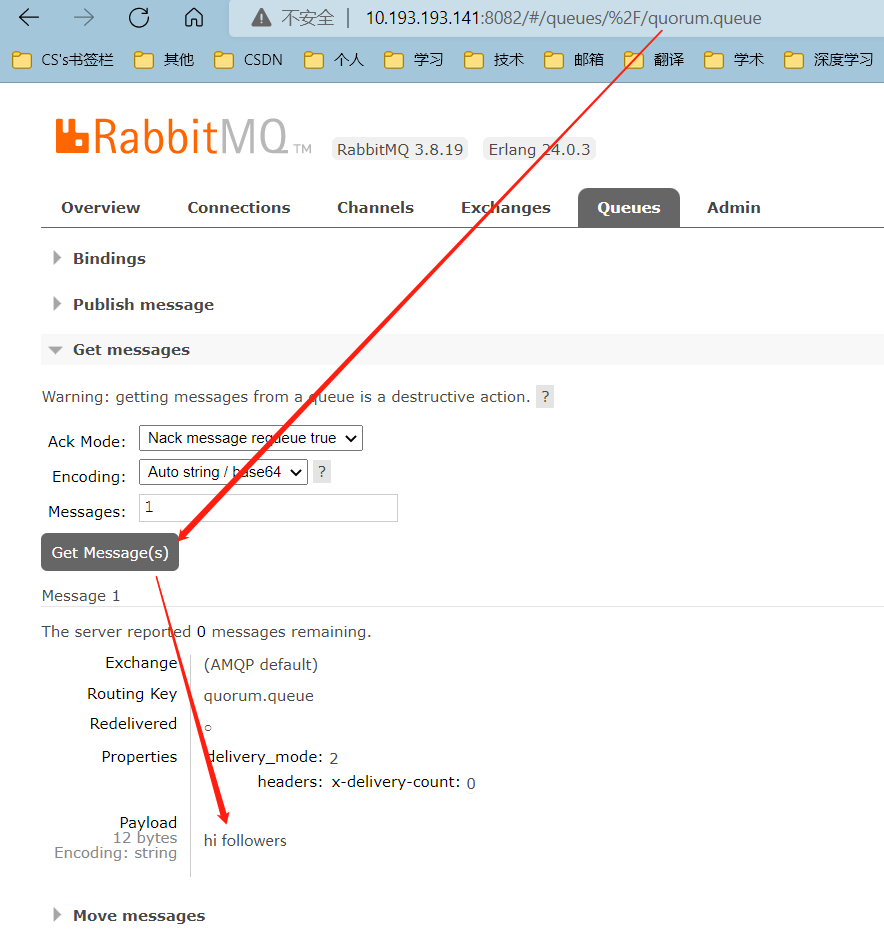 不安全 | 10.193.193.141:8082/#/queues/%2F/quorum.queue
CS's书签栏 其他 CSDN 个人 学习 技术 邮箱 翻译 学术 深度学习
RabbitMQ TM RabbitMQ 3.8.19 Erlang 24.0.3
Overview Connections Channels Exchanges Queues Admin
Bindings
Publish message
Get messages
Warning: getting messages from a queue is a destructive action. ?
Ack Mode: Nack message requeue true
Encoding: Auto string / base64 ?
Messages: 1
Get Message(s)
Message 1
The server reported 0 messages remaining.
Exchange (AMQP default)
Routing Key quorum.queue
Redelivered ○
Properties delivery_mode: 2
headers: x-delivery-count: 0
Payload
12 bytes
Encoding: string
hi followers
Move messages